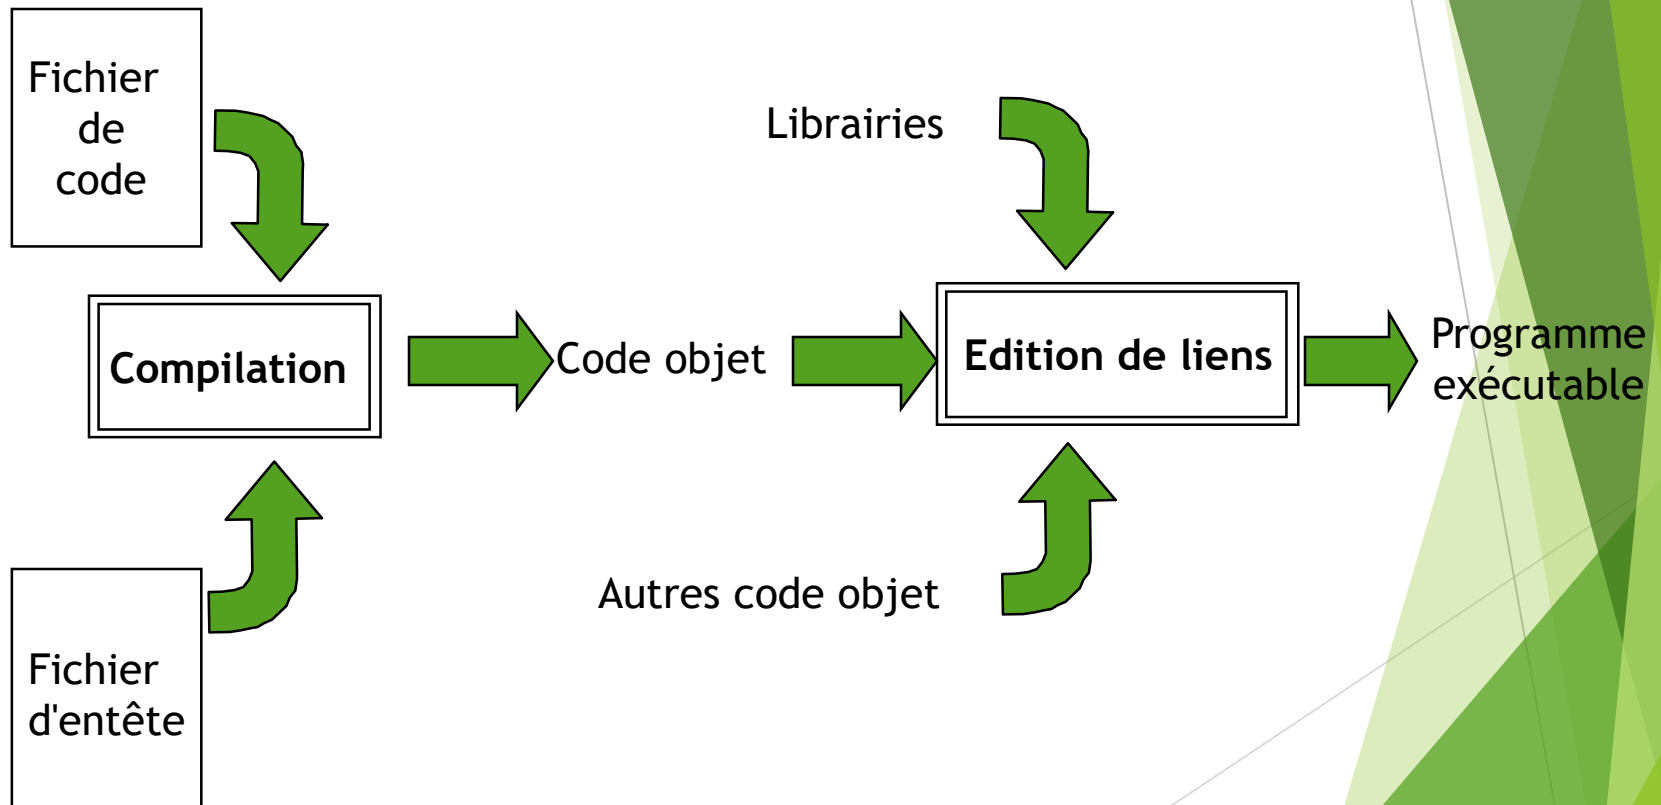 Fichier
de
code
Librairies
Compilation
Code objet
Edition de liens
Programme
exécutable
Autres code objet
Fichier
d'entête